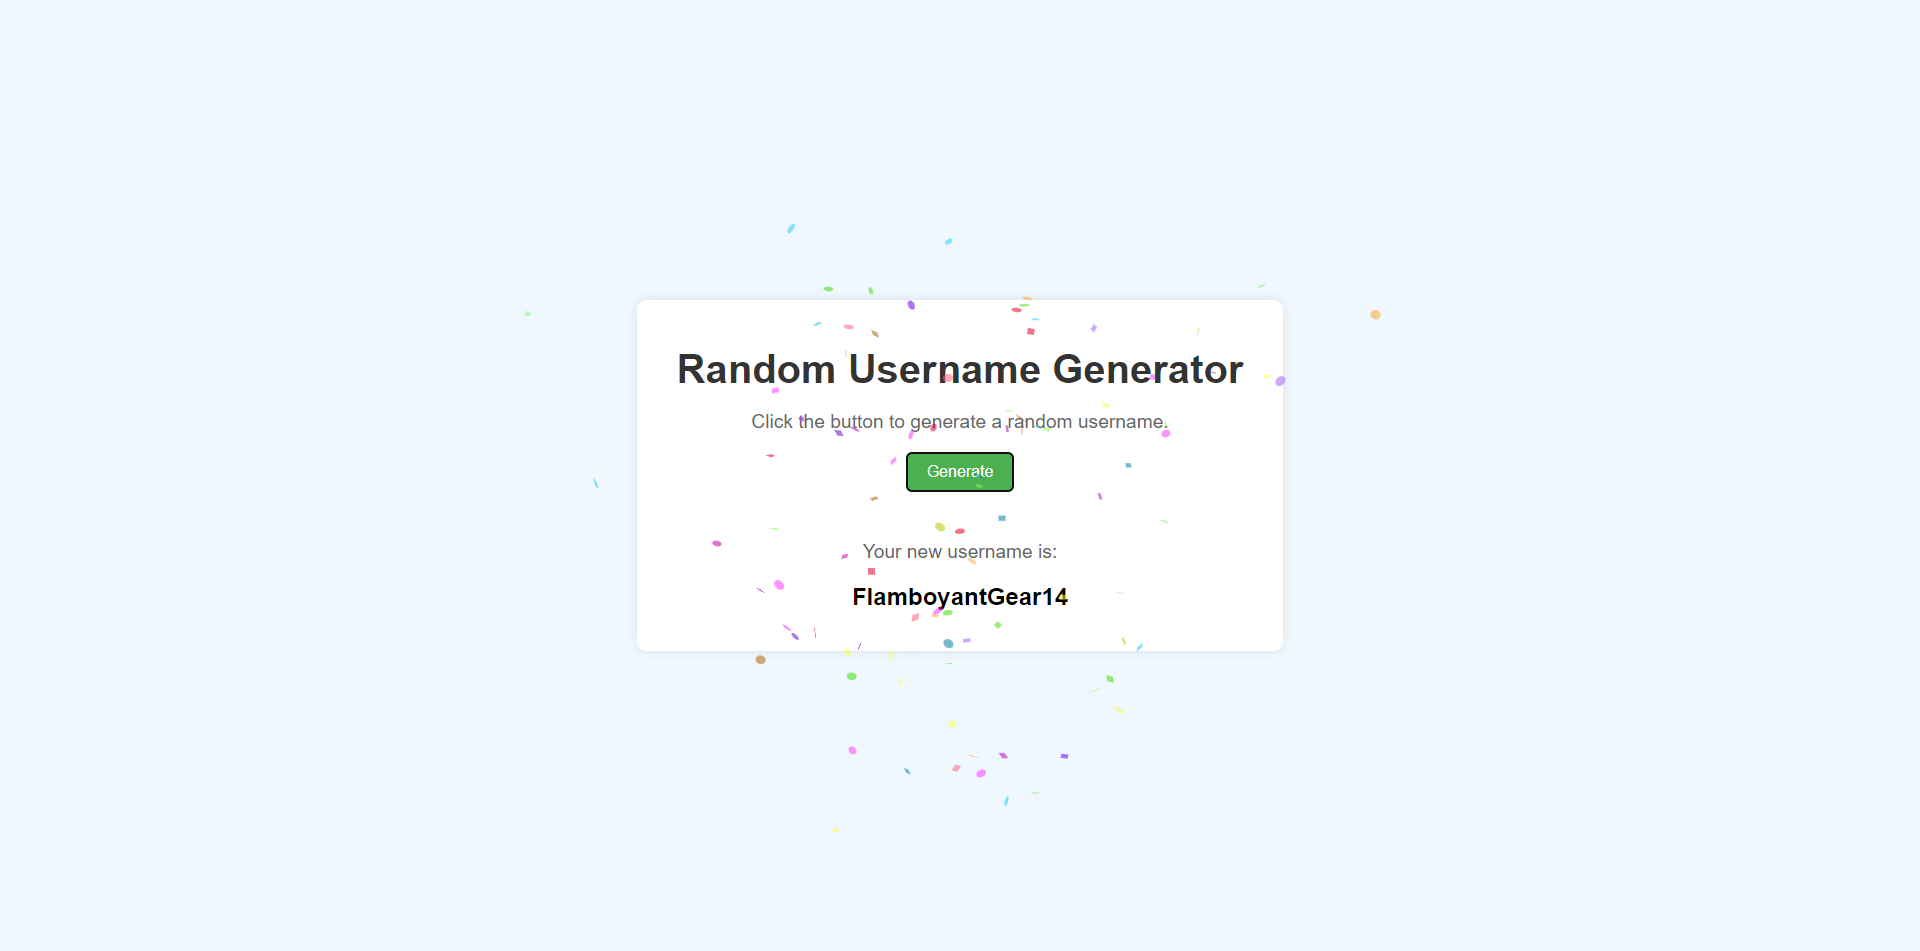 Random Username Generator
Click the button to generate a random username.
Generate
Your new username is:
FlamboyantGear14